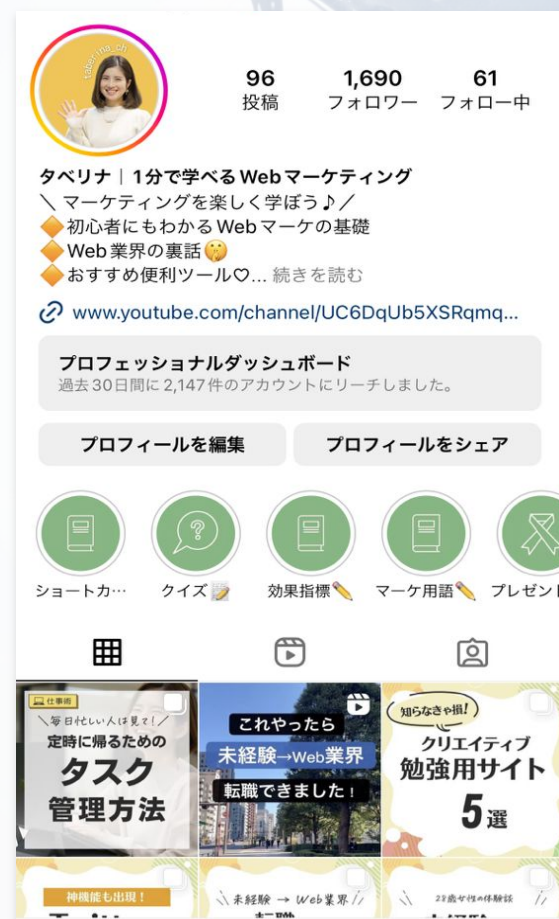 taberina_ch
96 1,690 61
投稿 フォロワー フォロー中
タベリナ｜1分で学べるWebマーケティング
＼ マーケティングを楽しく学ぼう♪／
🔶初心者にもわかるWebマーケの基礎
🔶Web業界の裏話🤫
🔶おすすめ便利ツール♡... 続きを読む
www.youtube.com/channel/UC6DqUb5XSRqmq...
プロフェッショナルダッシュボード
過去30日間に2,147件のアカウントにリーチしました。
プロフィールを編集 プロフィールをシェア
ショートカ… クイズ📝 効果指標✏️ マーケ用語✏️ プレゼント
仕事術
＼毎日忙しい人は見て!／
定時に帰るための
タスク
管理方法
これやったら
未経験→Web業界
転職できました！
知らなきゃ損!
クリエイティブ
勉強用サイト
5選
神機能も出現！
＼未経験 → Web業界／
28歳女性の体験談